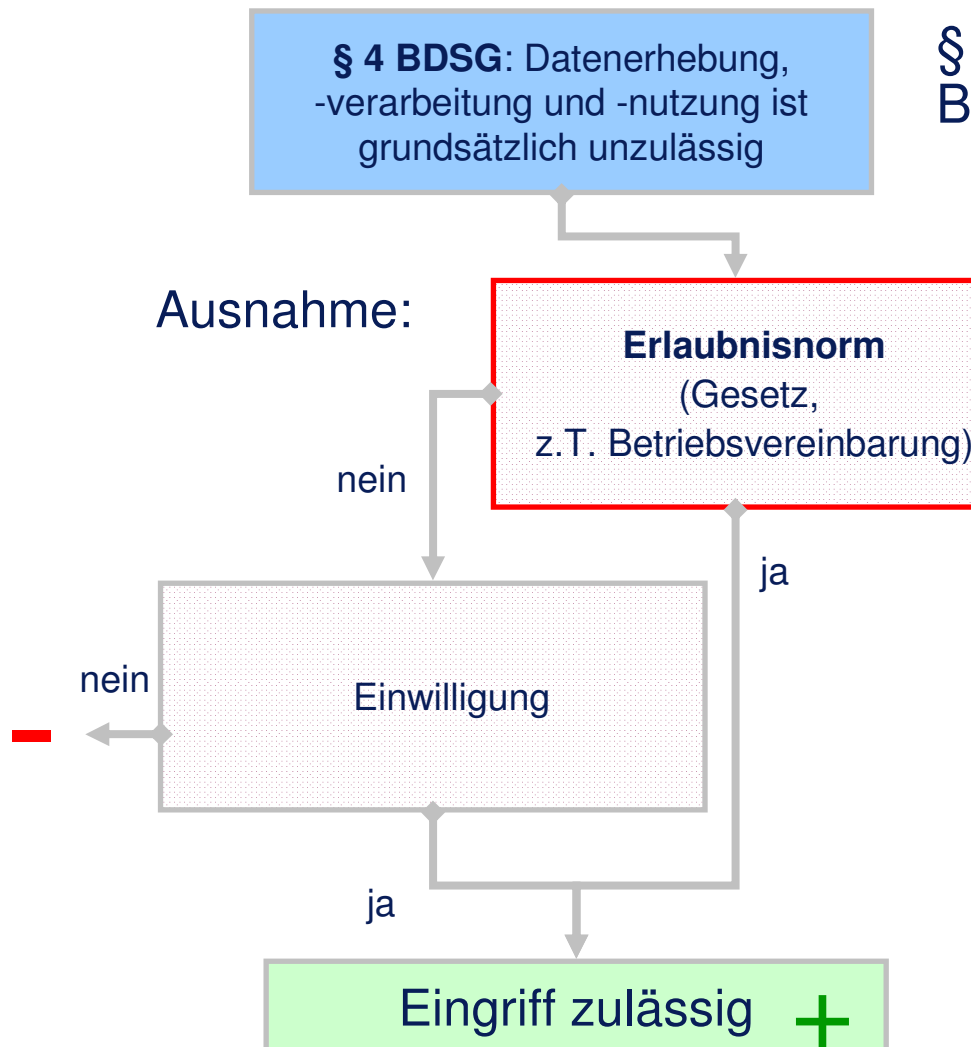 § 4 BDSG: Datenerhebung,
-verarbeitung und -nutzung ist
grundsätzlich unzulässig
§
B
Ausnahme:
Erlaubnisnorm
(Gesetz,
z.T. Betriebsvereinbarung)
nein
ja
nein
Einwilligung
-
ja
Eingriff zulässig +